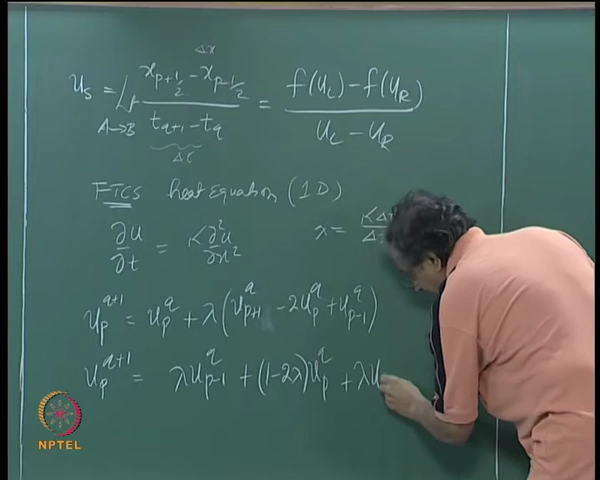 Δx
u_s = Lt_{A→B} (x_{p+1/2} - x_{p-1/2}) / (t_{q+1} - t_q) = (f(u_L) - f(u_R)) / (u_L - u_R)
Δt
FTCS heat Equation (1D)
∂u/∂t = κ ∂²u/∂x²
λ = κΔ
u_p^{q+1} = u_p^q + λ(u_{p+1}^q - 2u_p^q + u_{p-1}^q)
u_p^{q+1} = λu_{p-1}^q + (1-2λ)u_p^q + λu
NPTEL